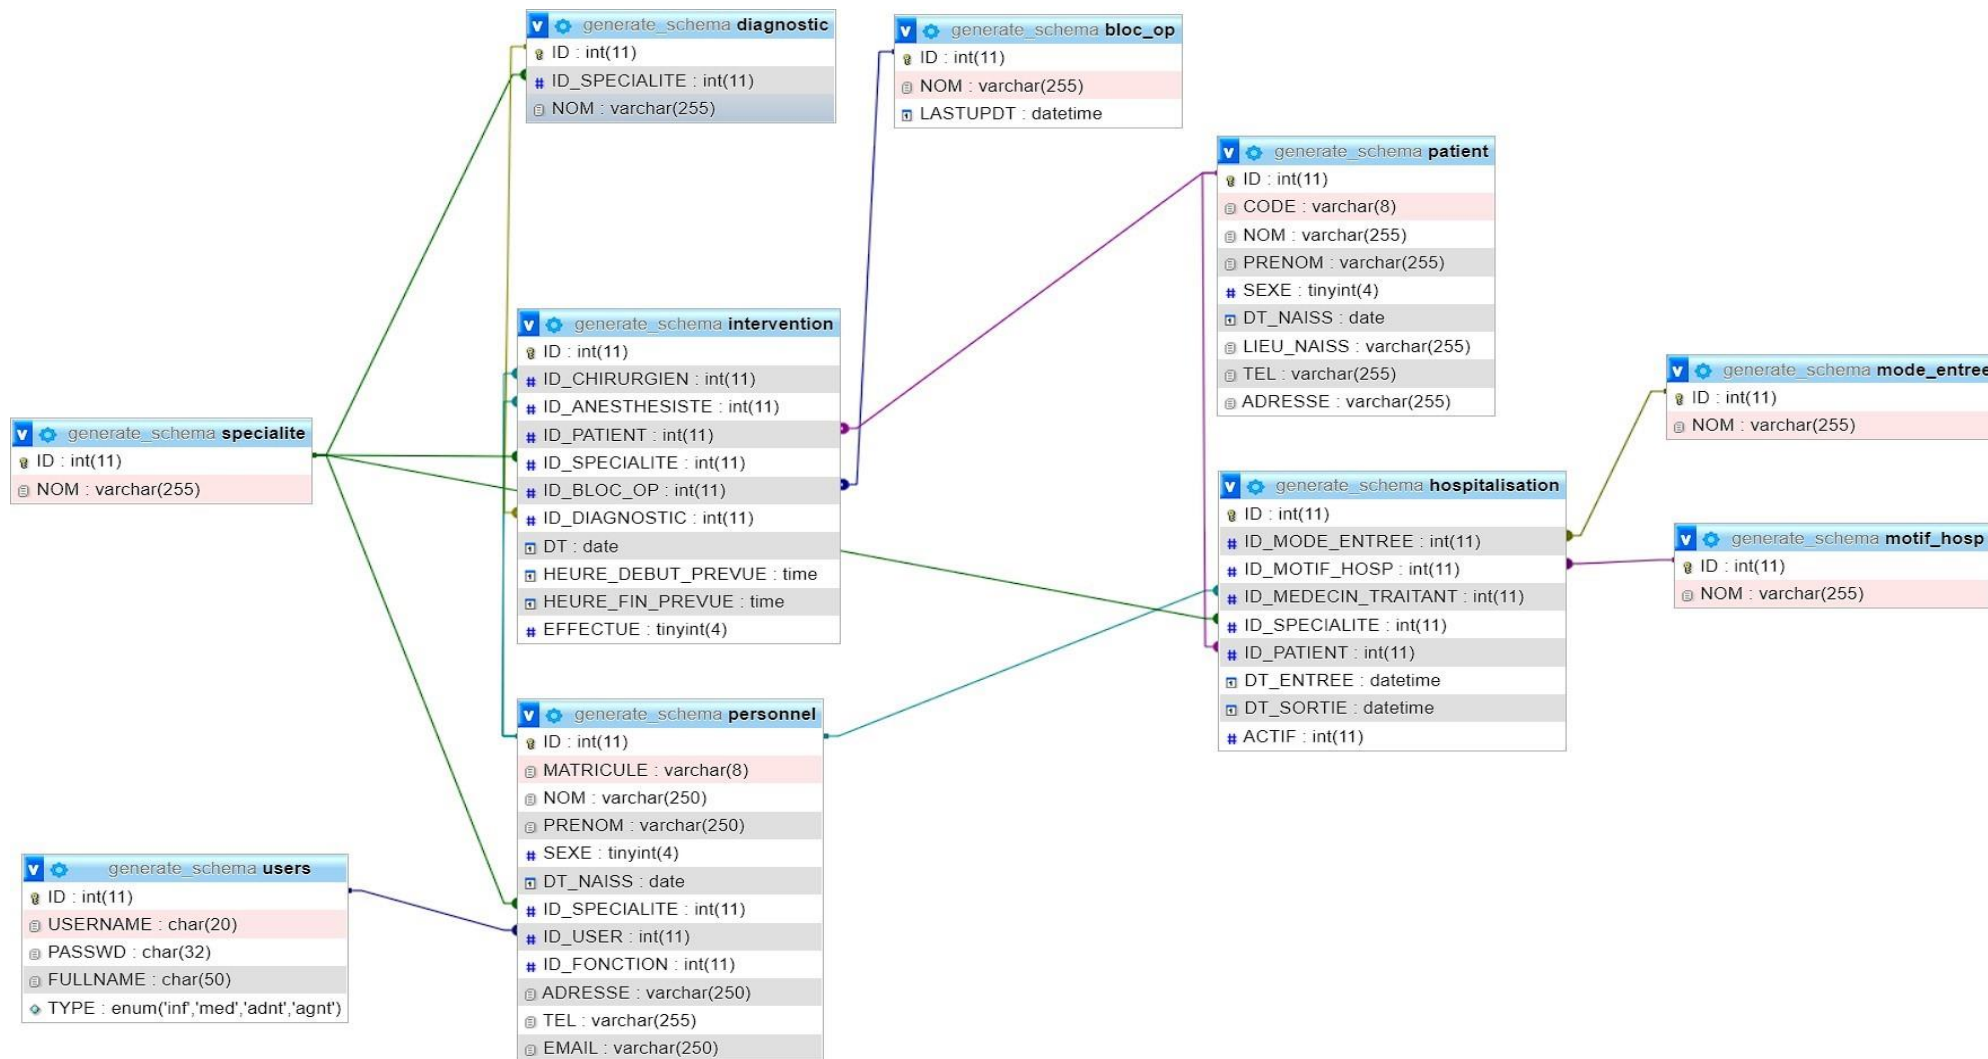 generate_schema diagnostic
ID : int(11)
# ID_SPECIALITE : int(11)
NOM : varchar(255)
generate_schema bloc_op
ID : int(11)
NOM : varchar(255)
LASTUPDT : datetime
generate_schema patient
ID : int(11)
CODE : varchar(8)
NOM : varchar(255)
PRENOM : varchar(255)
# SEXE : tinyint(4)
DT_NAISS : date
LIEU_NAISS : varchar(255)
TEL : varchar(255)
ADRESSE : varchar(255)
generate_schema intervention
ID : int(11)
# ID_CHIRURGIEN : int(11)
# ID_ANESTHESISTE : int(11)
# ID_PATIENT : int(11)
# ID_SPECIALITE : int(11)
# ID_BLOC_OP : int(11)
# ID_DIAGNOSTIC : int(11)
DT : date
HEURE_DEBUT_PREVUE : time
HEURE_FIN_PREVUE : time
# EFFECTUE : tinyint(4)
generate_schema mode_entree
ID : int(11)
NOM : varchar(255)
generate_schema specialite
ID : int(11)
NOM : varchar(255)
generate_schema hospitalisation
ID : int(11)
# ID_MODE_ENTREE : int(11)
# ID_MOTIF_HOSP : int(11)
# ID_MEDECIN_TRAITANT : int(11)
# ID_SPECIALITE : int(11)
# ID_PATIENT : int(11)
DT_ENTREE : datetime
DT_SORTIE : datetime
# ACTIF : int(11)
generate_schema motif_hosp
ID : int(11)
NOM : varchar(255)
generate_schema personnel
ID : int(11)
MATRICULE : varchar(8)
NOM : varchar(250)
PRENOM : varchar(250)
# SEXE : tinyint(4)
DT_NAISS : date
# ID_SPECIALITE : int(11)
# ID_USER : int(11)
# ID_FONCTION : int(11)
ADRESSE : varchar(250)
TEL : varchar(255)
EMAIL : varchar(250)
generate_schema users
ID : int(11)
USERNAME : char(20)
PASSWD : char(32)
FULLNAME : char(50)
TYPE : enum('inf','med','adnt','agnt')